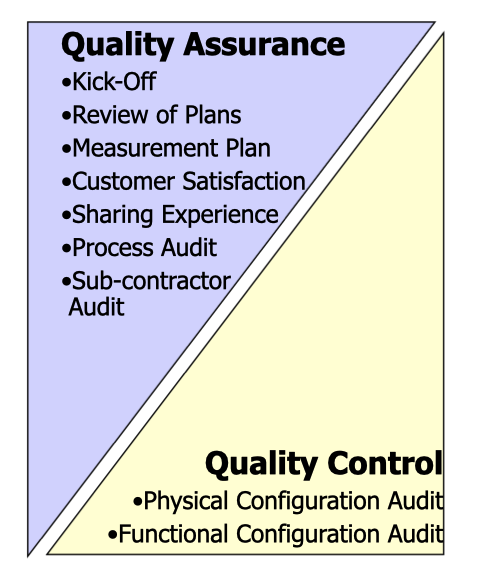 Quality Assurance
•Kick-Off
•Review of Plans
•Measurement Plan
•Customer Satisfaction
•Sharing Experience
•Process Audit
•Sub-contractor
Audit
Quality Control
•Physical Configuration Audit
•Functional Configuration Audit